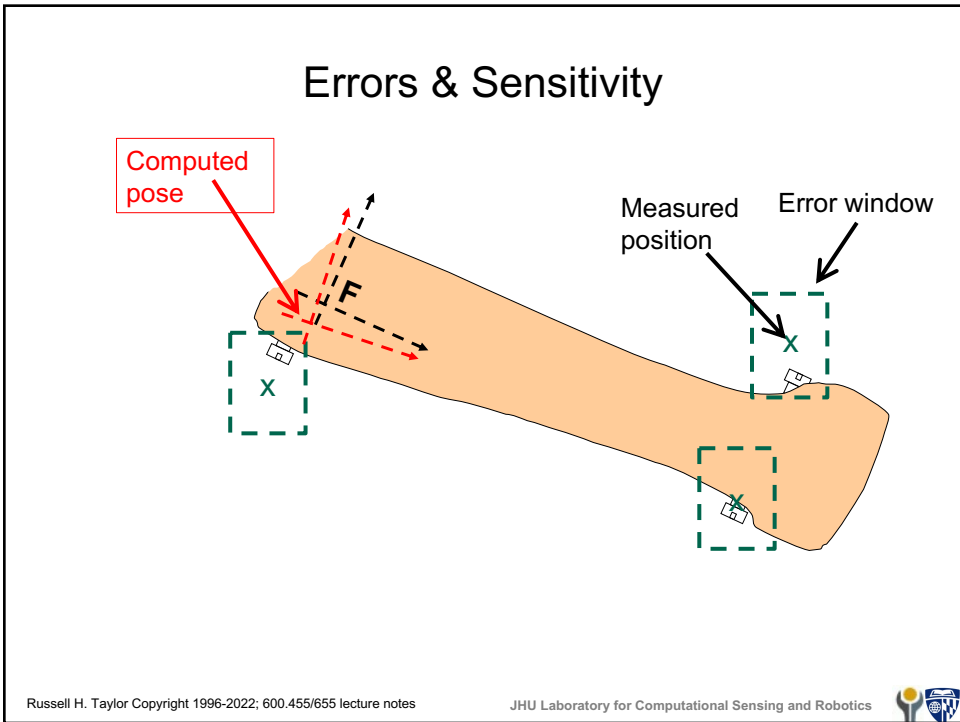 Errors & Sensitivity
Computed
pose
Measured
position
Error window
F
x
x
x
Russell H. Taylor Copyright 1996-2022; 600.455/655 lecture notes
JHU Laboratory for Computational Sensing and Robotics